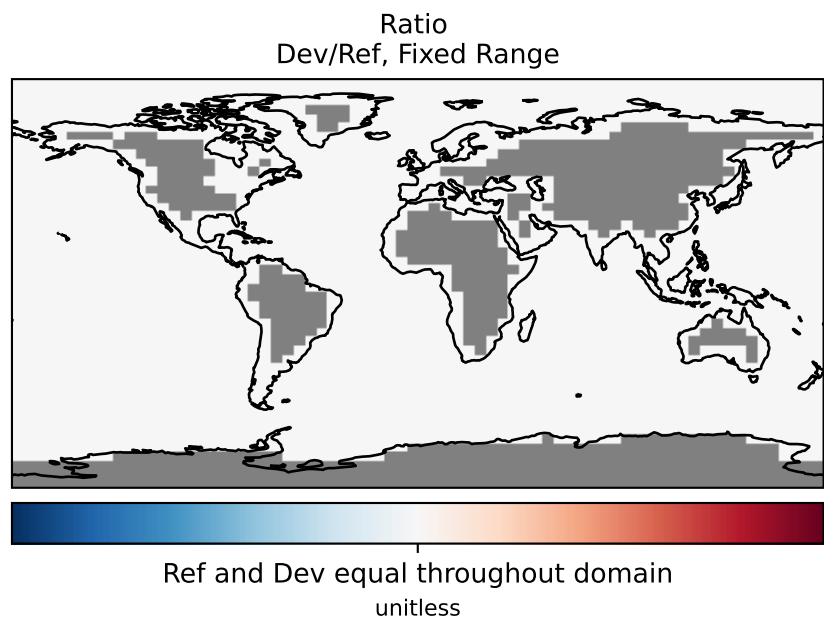 Ratio
Dev/Ref, Fixed Range
Ref and Dev equal throughout domain
unitless